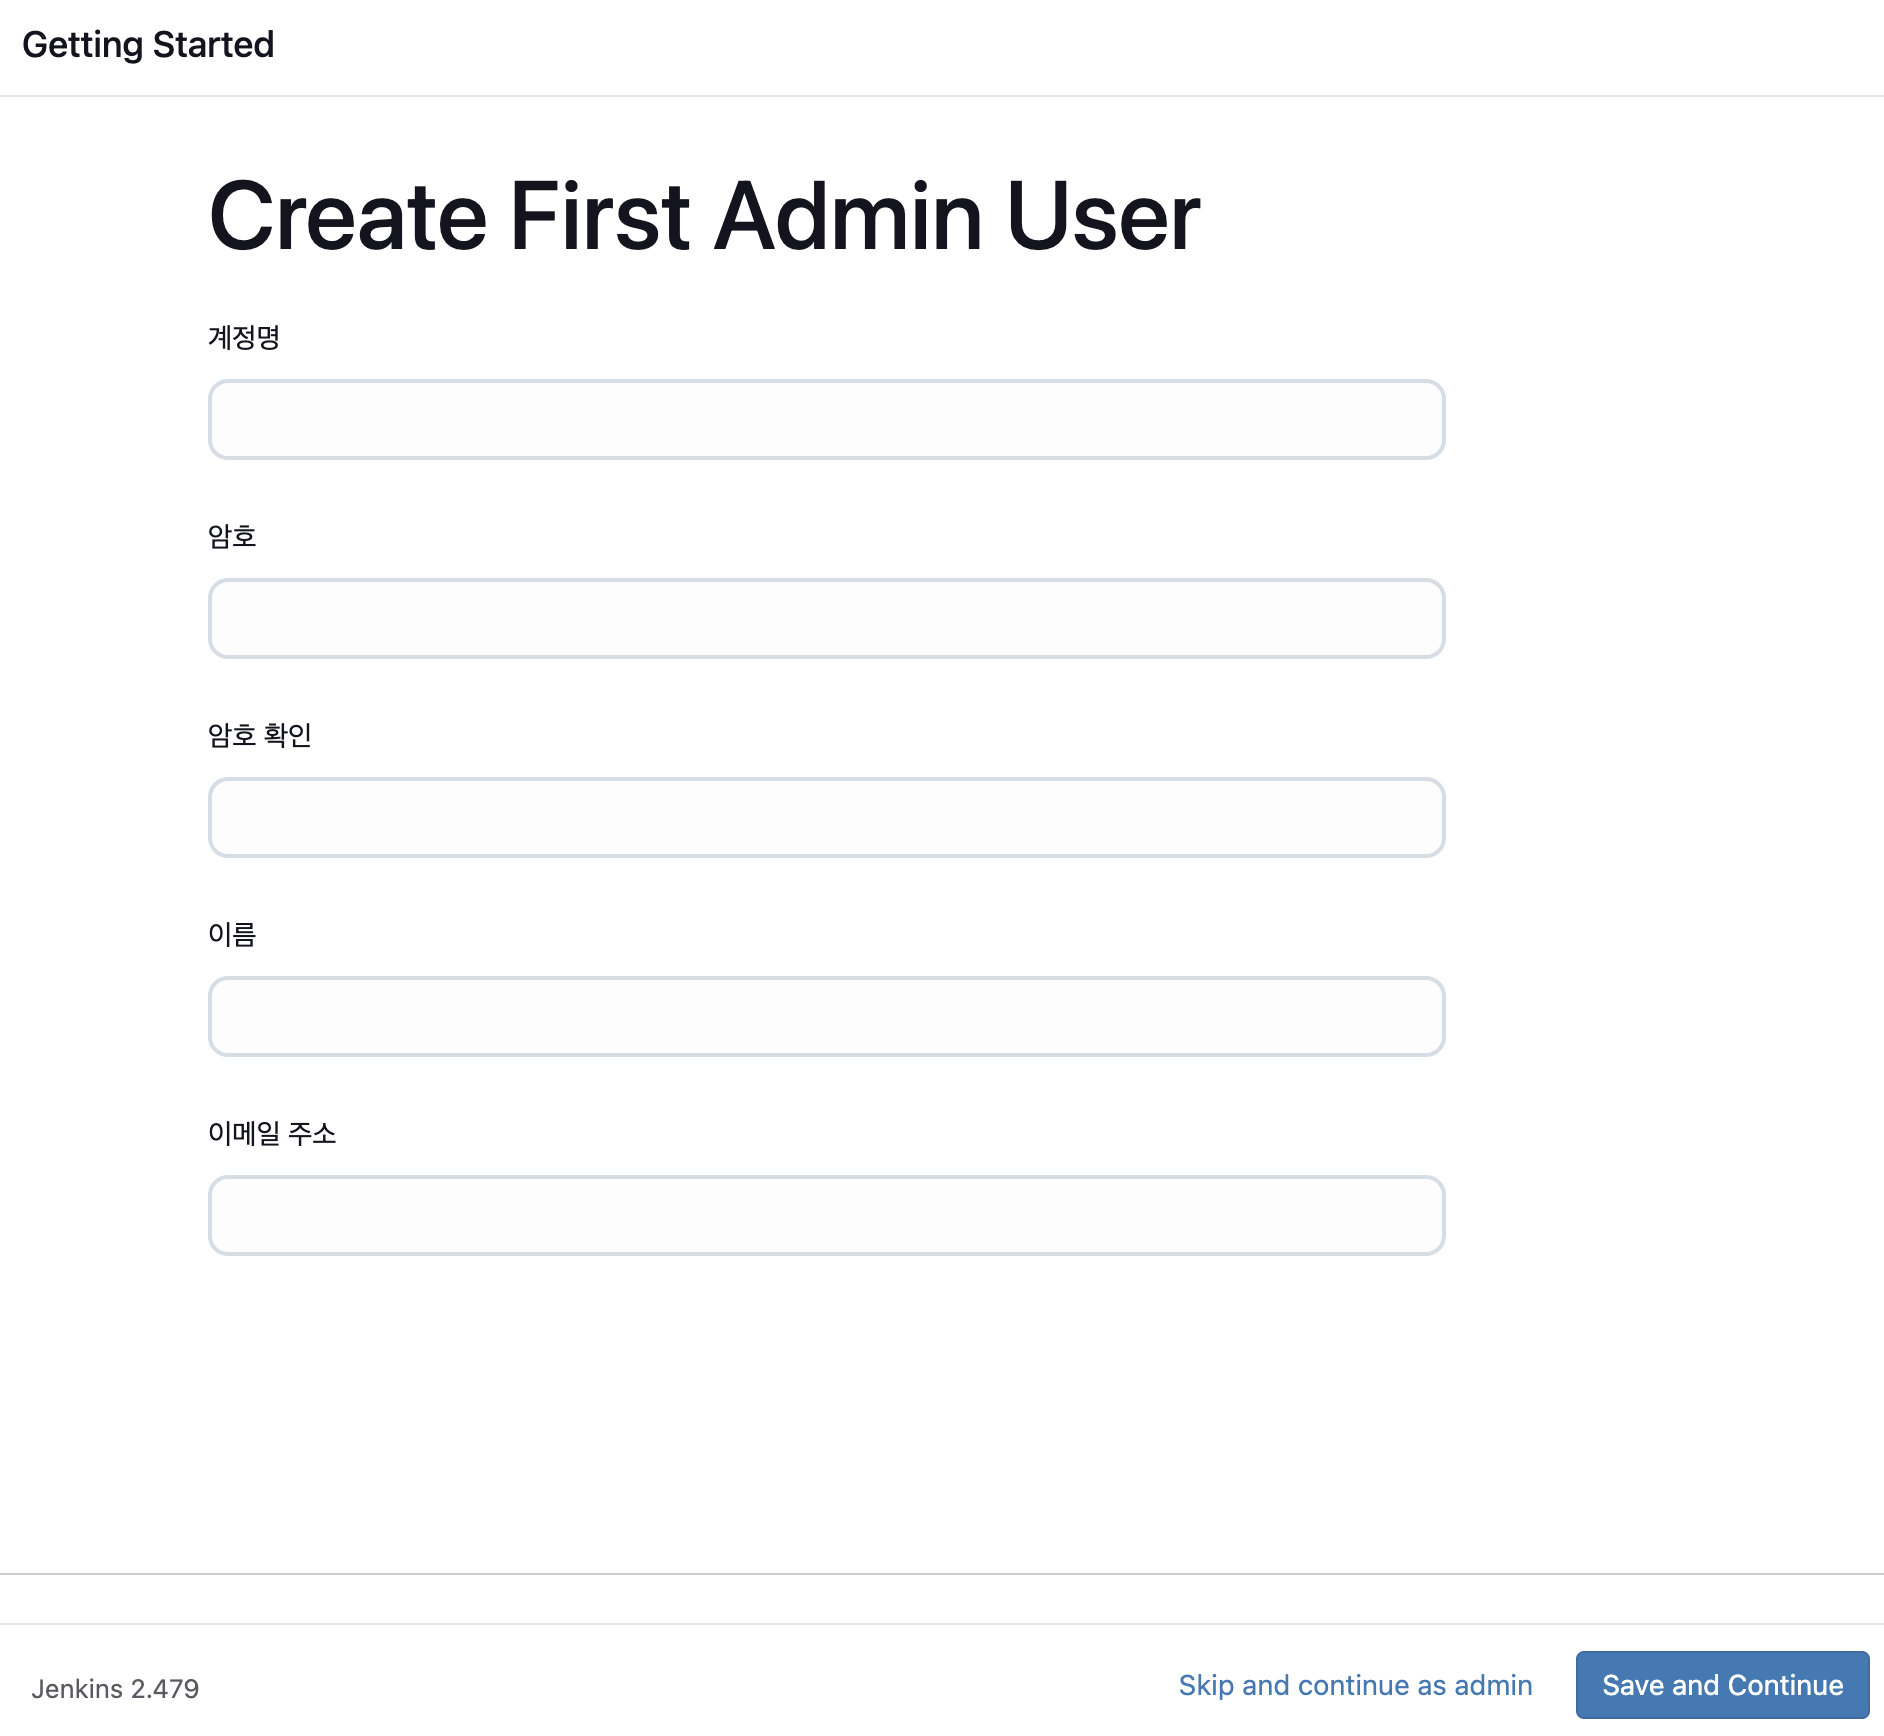 Getting Started
Create First Admin User
계정명
암호
암호 확인
이름
이메일 주소
Jenkins 2.479
Skip and continue as admin
Save and Continue